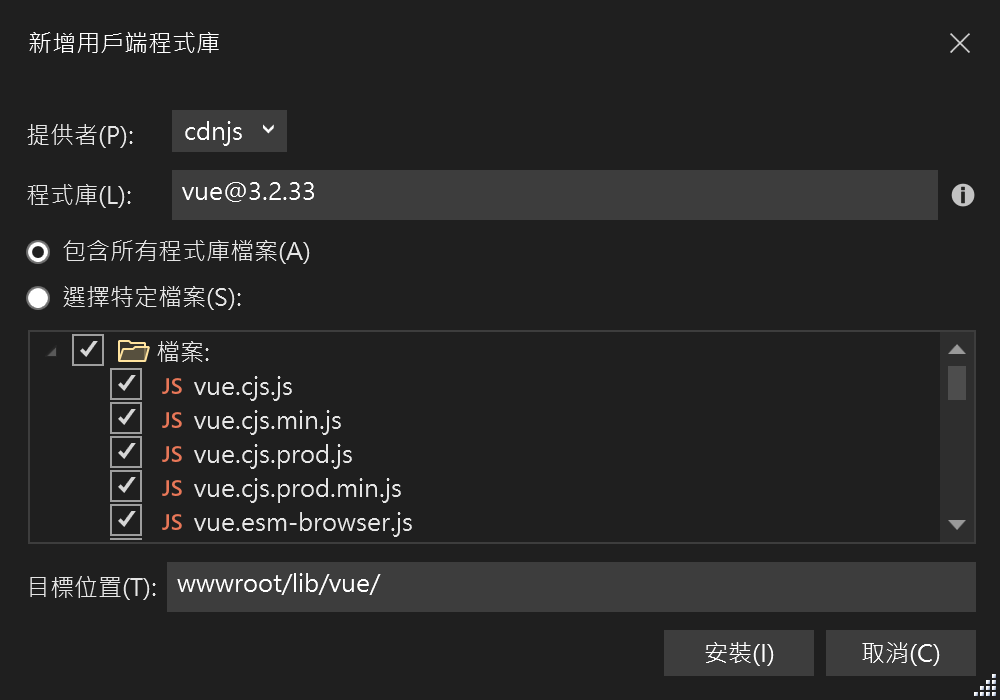 新增用戶端程式庫
提供者(P): cdnjs
程式庫(L): vue@3.2.33
包含所有程式庫檔案(A)
選擇特定檔案(S):
檔案:
JS vue.cjs.js
JS vue.cjs.min.js
JS vue.cjs.prod.js
JS vue.cjs.prod.min.js
JS vue.esm-browser.js
目標位置(T): wwwroot/lib/vue/
安裝(I) 取消(C)